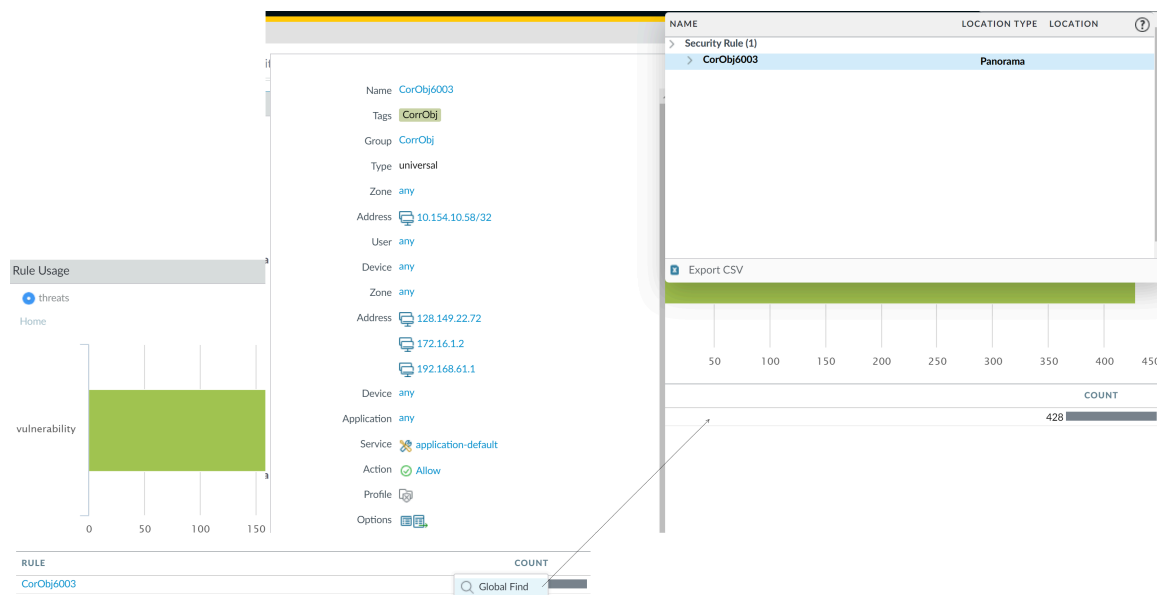 NAME LOCATION TYPE LOCATION
Security Rule (1)
CorObj6003 Panorama
Export CSV
Name CorObj6003
Tags CorrObj
Group CorrObj
Type universal
Zone any
Address 10.154.10.58/32
User any
Device any
Zone any
Address 128.149.22.72
172.16.1.2
192.168.61.1
Device any
Application any
Service application-default
Action Allow
Profile
Options
Rule Usage
threats
Home
vulnerability
0 50 100 150
50 100 150 200 250 300 350 400 450
COUNT
428
RULE COUNT
CorObj6003
Global Find